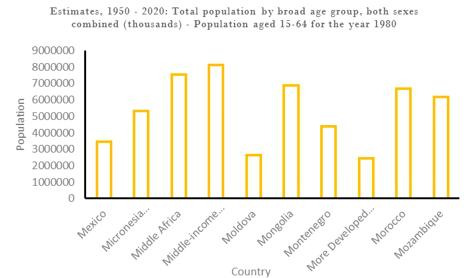 Estimates, 1950 - 2020: Total population by broad age group, both sexes
combined (thousands) - Population aged 15-64 for the year 1980
9000000
8000000
7000000
6000000
5000000
4000000
3000000
2000000
1000000
0
Population
Mexico
Micronesia...
Middle Africa
Middle-income...
Moldova
Mongolia
Montenegro
More Developed...
Morocco
Mozambique
Country